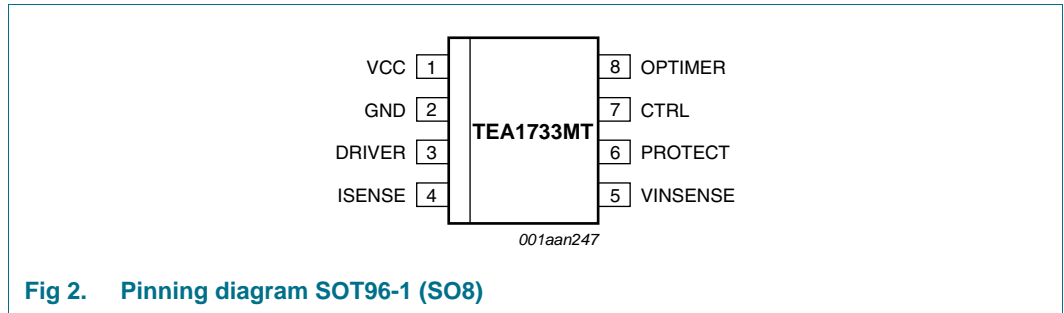 VCC 1 8 OPTIMER
GND 2 7 CTRL
TEA1733MT
DRIVER 3 6 PROTECT
ISENSE 4 5 VINSENSE
001aan247
Fig 2. Pinning diagram SOT96-1 (SO8)